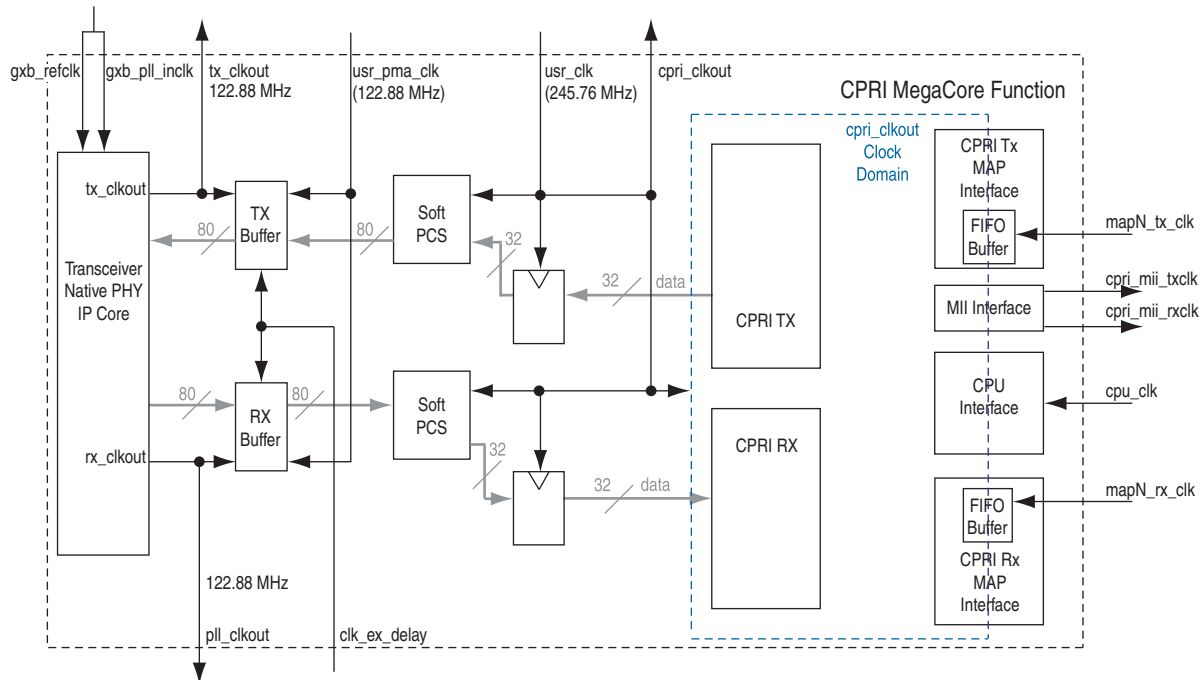 gxb_refclk
gxb_pll_inclk
tx_clkout
122.88 MHz
usr_pma_clk
(122.88 MHz)
usr_clk
(245.76 MHz)
cpri_clkout
CPRI MegaCore Function
cpri_clkout
Clock
Domain
CPRI Tx
MAP
Interface
FIFO
Buffer
mapN_tx_clk
tx_clkout
TX
Buffer
Soft
PCS
80
80
32
32
data
Transceiver
Native PHY
IP Core
CPRI TX
MII Interface
cpri_mii_txclk
cpri_mii_rxclk
CPU
Interface
cpu_clk
80
RX
Buffer
80
Soft
PCS
32
32
data
CPRI RX
rx_clkout
FIFO
Buffer
CPRI Rx
MAP
Interface
mapN_rx_clk
122.88 MHz
pll_clkout
clk_ex_delay